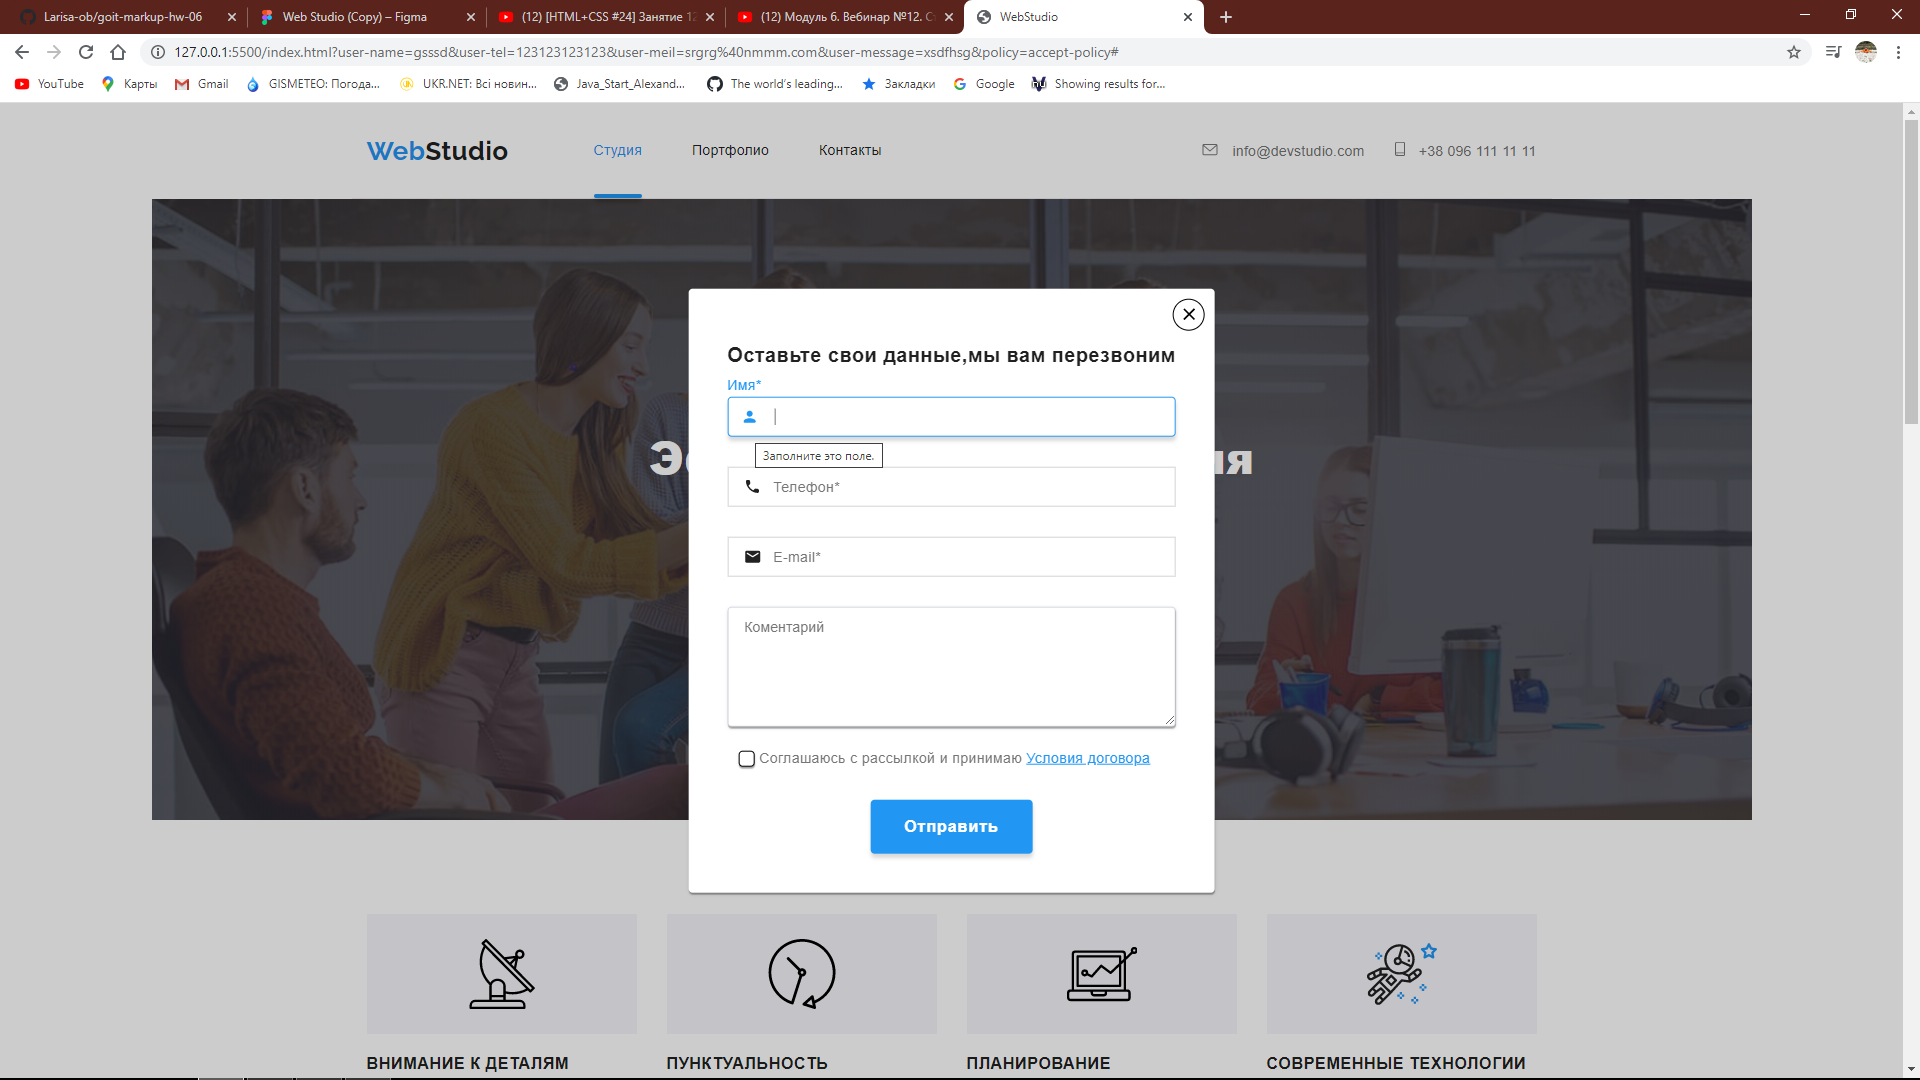 Larisa-ob/goit-markup-hw-06
Web Studio (Copy) – Figma
(12) [HTML+CSS #24] Занятие 12
(12) Модуль 6. Вебинар №12. С
WebStudio
127.0.0.1:5500/index.html?user-name=gsssd&user-tel=123123123123&user-meil=srgrg%40nmmm.com&user-message=xsdfhsg&policy=accept-policy#
YouTube
Карты
Gmail
GISMETEO: Погода...
UKR.NET: Всі новин...
Java_Start_Alexand...
The world's leading...
Закладки
Google
Showing results for...
WebStudio
Студия
Портфолио
Контакты
info@devstudio.com
+38 096 111 11 11
Оставьте свои данные,мы вам перезвоним
Имя*
Заполните это поле.
Телефон*
E-mail*
Коментарий
Соглашаюсь с рассылкой и принимаю Условия договора
Отправить
ВНИМАНИЕ К ДЕТАЛЯМ
ПУНКТУАЛЬНОСТЬ
ПЛАНИРОВАНИЕ
СОВРЕМЕННЫЕ ТЕХНОЛОГИИ